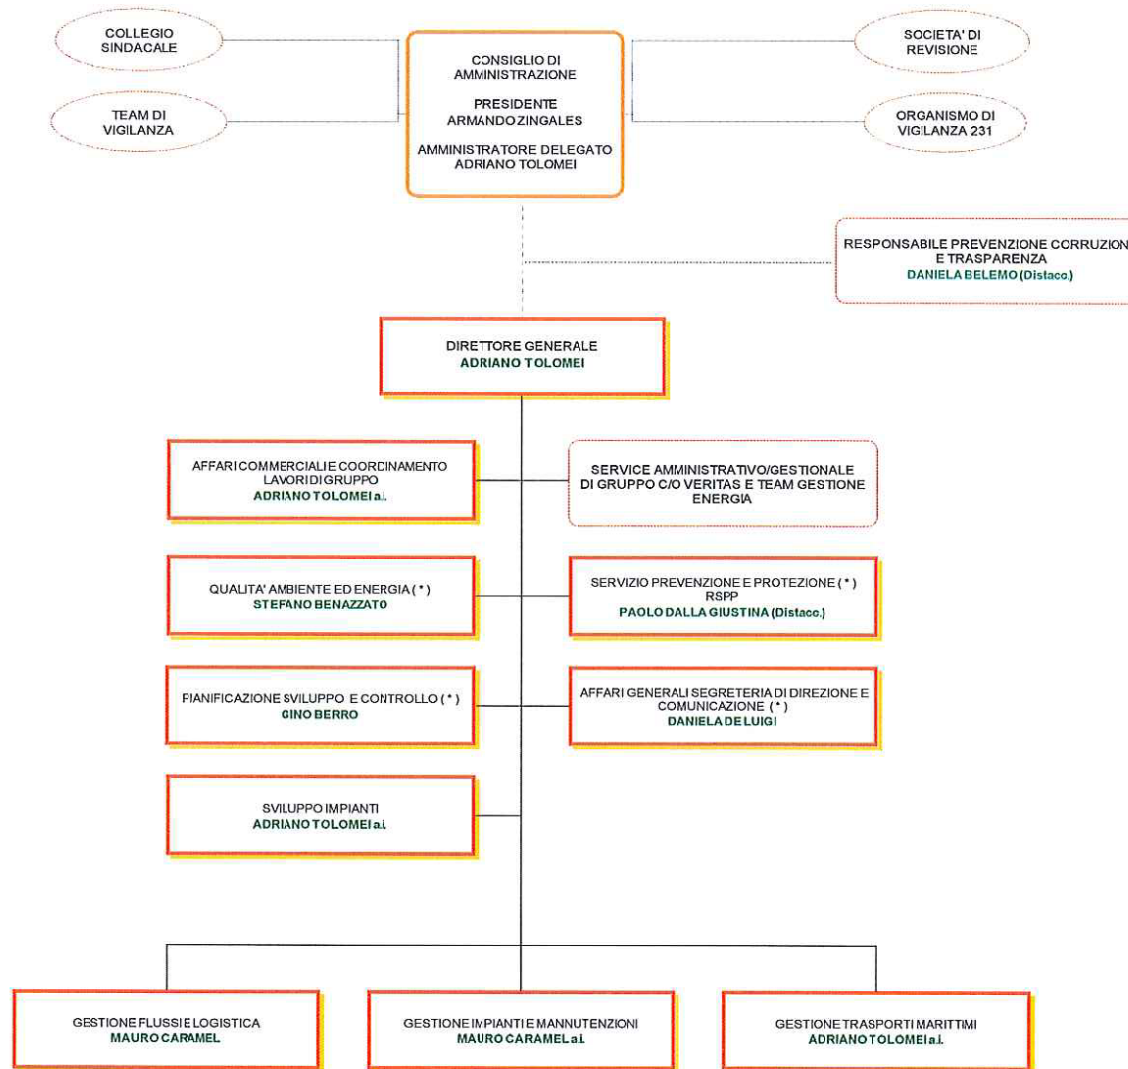 COLLEGIO
SINDACALE
TEAM DI
VIGILANZA
CONSIGLIO DI
AMMINISTRAZIONE
PRESIDENTE
ARMANDO ZINGALES
AMMINISTRATORE DELEGATO
ADRIANO TOLOMEI
SOCIETA' DI
REVISIONE
ORGANISMO DI
VIGILANZA 231
RESPONSABILE PREVENZIONE CORRUZION
E TRASPARENZA
DANIELA BELEMO (Distacc.)
DIRETTORE GENERALE
ADRIANO TOLOMEI
AFFARI COMMERCIALI E COORDINAMENTO
LAVORI DI GRUPPO
ADRIANO TOLOMEI a.i.
SERVICE AMMINISTRATIVO/GESTIONALE
DI GRUPPO C/O VERITAS E TEAM GESTIONE
ENERGIA
QUALITA' AMBIENTE ED ENERGIA ( * )
STEFANO BENAZZATO
SERVIZIO PREVENZIONE E PROTEZIONE ( * )
RSPP
PAOLO DALLA GIUSTINA (Distacc.)
PIANIFICAZIONE SVILUPPO E CONTROLLO ( * )
GINO BERRO
AFFARI GENERALI SEGRETERIA DI DIREZIONE E
COMUNICAZIONE ( * )
DANIELA DE LUIGI
SVILUPPO IMPIANTI
ADRIANO TOLOMEI a.i.
GESTIONE FLUSSI E LOGISTICA
MAURO CARAMEL
GESTIONE IMPIANTI E MANNUTENZIONI
MAURO CARAMEL a.i.
GESTIONE TRASPORTI MARITTIMI
ADRIANO TOLOMEI a.i.